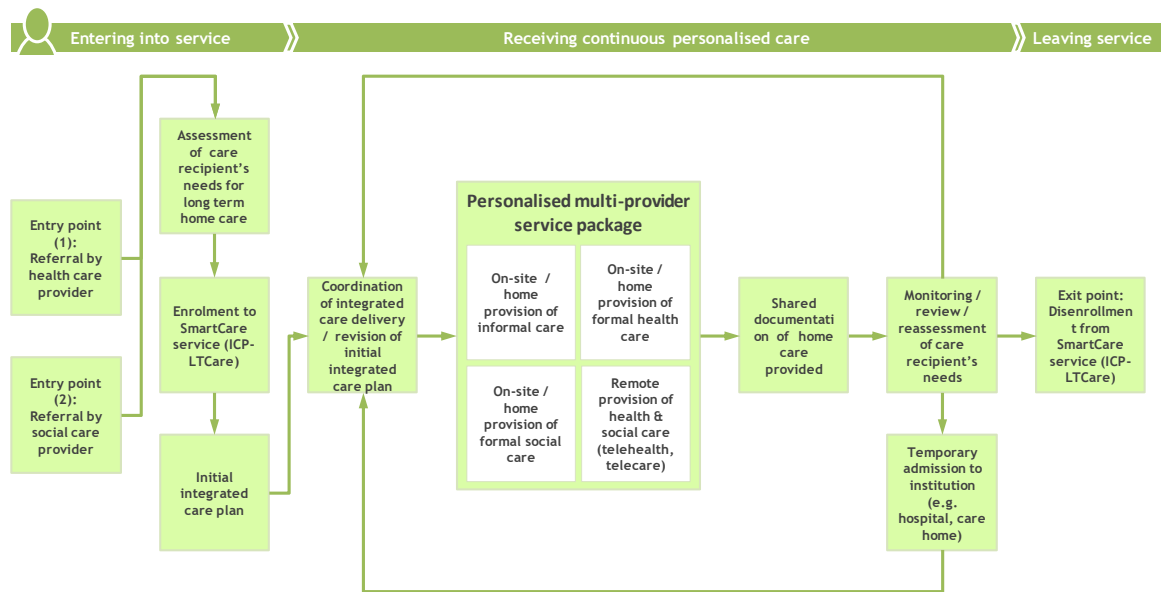 Entering into service
Receiving continuous personalised care
Leaving service
Entry point
(1):
Referral by
health care
provider
Entry point
(2):
Referral by
social care
provider
Assessment
of care
recipient's
needs for
long term
home care
Enrolment to
SmartCare
service (ICP-
LTCare)
Initial
integrated
care plan
Coordination
of integrated
care delivery
/ revision of
initial
integrated
care plan
Personalised multi-provider
service package
On-site /
home
provision of
informal care
On-site /
home
provision of
formal health
care
On-site /
home
provision of
formal social
care
Remote
provision of
health &
social care
(telehealth,
telecare)
Shared
documentati
on of home
care
provided
Monitoring /
review /
reassessment
of care
recipient's
needs
Temporary
admission to
institution
(e.g.
hospital, care
home)
Exit point:
Disenrollmen
t from
SmartCare
service (ICP-
LTCare)